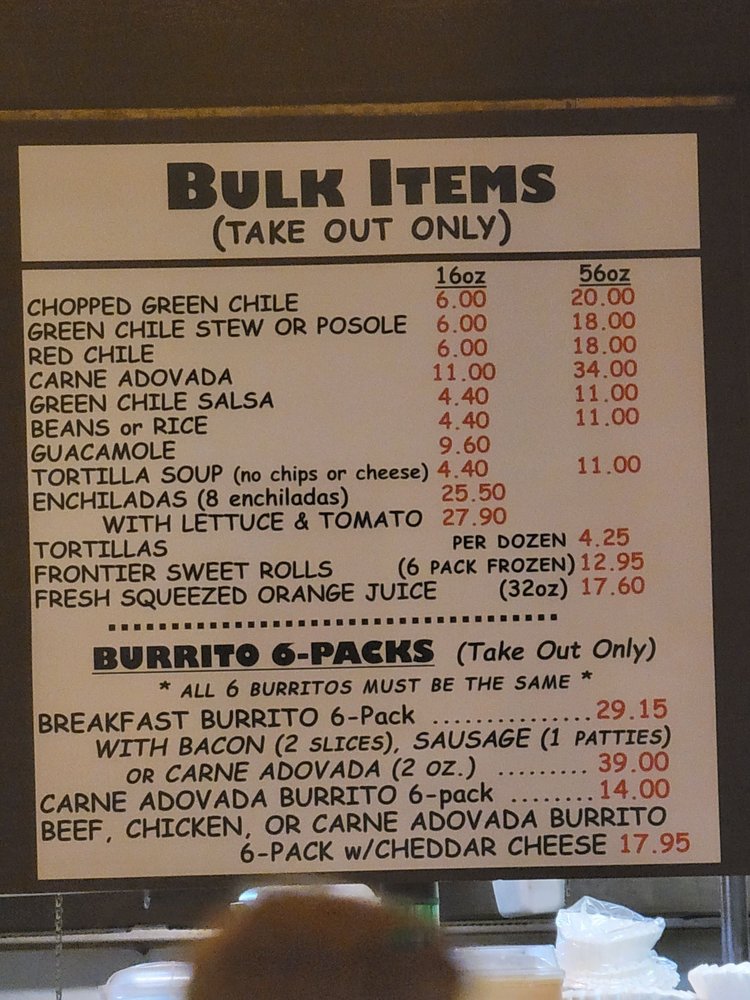 BULK ITEMS
(TAKE OUT ONLY)
16oz 56oz
CHOPPED GREEN CHILE 6.00 20.00
GREEN CHILE STEW OR POSOLE 6.00 18.00
RED CHILE 6.00 18.00
CARNE ADOVADA 11.00 34.00
GREEN CHILE SALSA 4.40 11.00
BEANS or RICE 4.40 11.00
GUACAMOLE 9.60
TORTILLA SOUP (no chips or cheese) 4.40 11.00
ENCHILADAS (8 enchiladas) 25.50
WITH LETTUCE & TOMATO 27.90
TORTILLAS PER DOZEN 4.25
FRONTIER SWEET ROLLS (6 PACK FROZEN) 12.95
FRESH SQUEEZED ORANGE JUICE (32oz) 17.60
BURRITO 6-PACKS (Take Out Only)
* ALL 6 BURRITOS MUST BE THE SAME *
BREAKFAST BURRITO 6-Pack ............... 29.15
WITH BACON (2 SLICES), SAUSAGE (1 PATTIES)
OR CARNE ADOVADA (2 OZ.) ......... 39.00
CARNE ADOVADA BURRITO 6-pack ........ 14.00
BEEF, CHICKEN, OR CARNE ADOVADA BURRITO
6-PACK w/CHEDDAR CHEESE 17.95